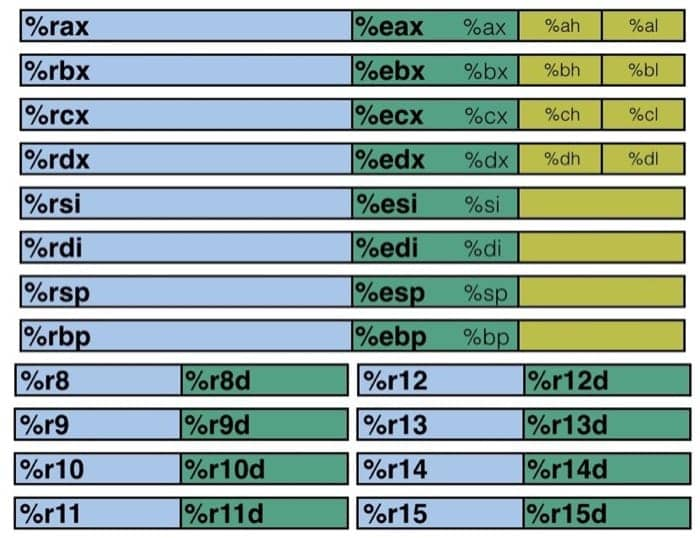 %rax %eax %ax %ah %al
%rbx %ebx %bx %bh %bl
%rcx %ecx %cx %ch %cl
%rdx %edx %dx %dh %dl
%rsi %esi %si
%rdi %edi %di
%rsp %esp %sp
%rbp %ebp %bp
%r8 %r8d %r12 %r12d
%r9 %r9d %r13 %r13d
%r10 %r10d %r14 %r14d
%r11 %r11d %r15 %r15d